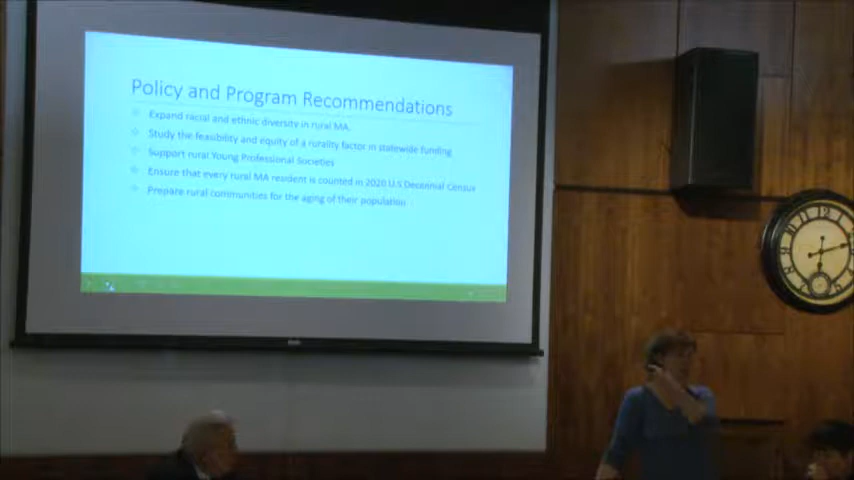 Policy and Program Recommendations
Expand racial and ethnic diversity in rural MA.
Study the feasibility and equity of a rurality factor in statewide funding
Support rural Young Professional Societies
Ensure that every rural MA resident is counted in 2020 U.S Decennial Census
Prepare rural communities for the aging of their population